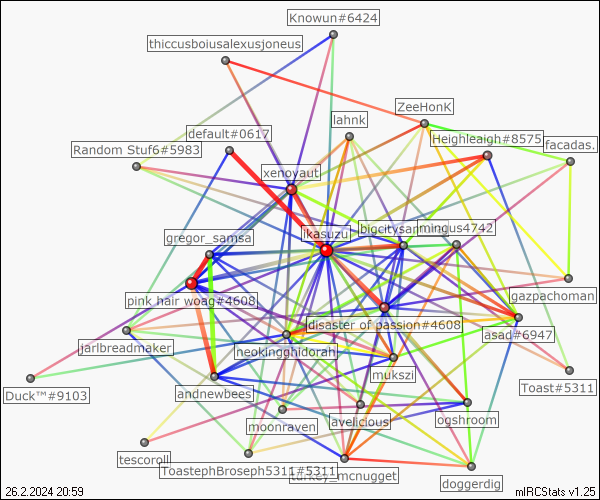 Knowun#6424
thiccusboiusalexusjoneus
ZeeHonK
lahnk
default#0617
Heighleaigh#8575
Random Stuf6#5983
facadas.
xenoyaut
ikasuzu
bigcitysam
mingus4742
gregor_samsa
pink hair woag#4608
gazpachoman
disaster of passion#4608
asad#6947
jarlbreadmaker
neokingghidorah
mukszi
Duck™#9103
andnewbees
Toast#5311
moonraven
avelicious
ogshroom
tescoroll
ToastephBroseph5311#5311
turkey_mcnugget
doggerdig
26.2.2024 20:59
mIRCStats v1.25